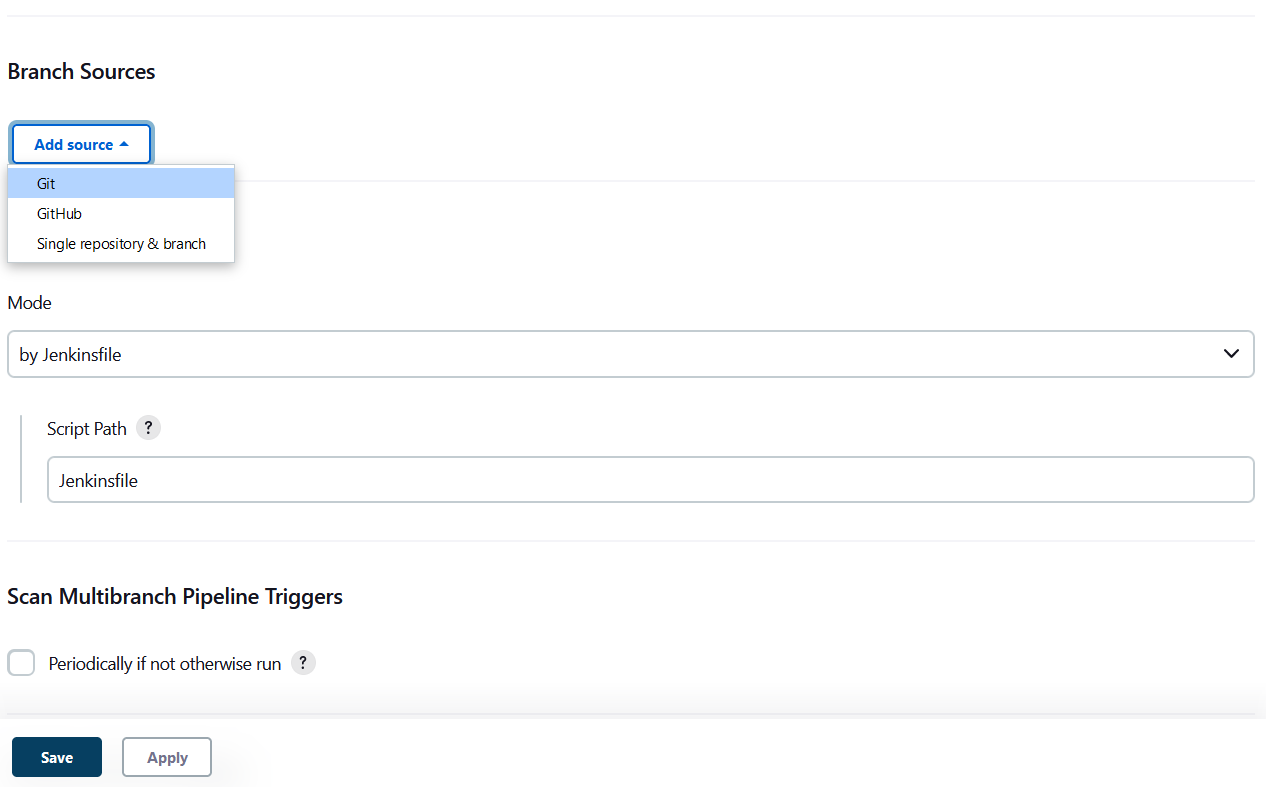 Branch Sources
Add source
Git
GitHub
Single repository & branch
Mode
by Jenkinsfile
Script Path ?
Jenkinsfile
Scan Multibranch Pipeline Triggers
Periodically if not otherwise run ?
Save Apply